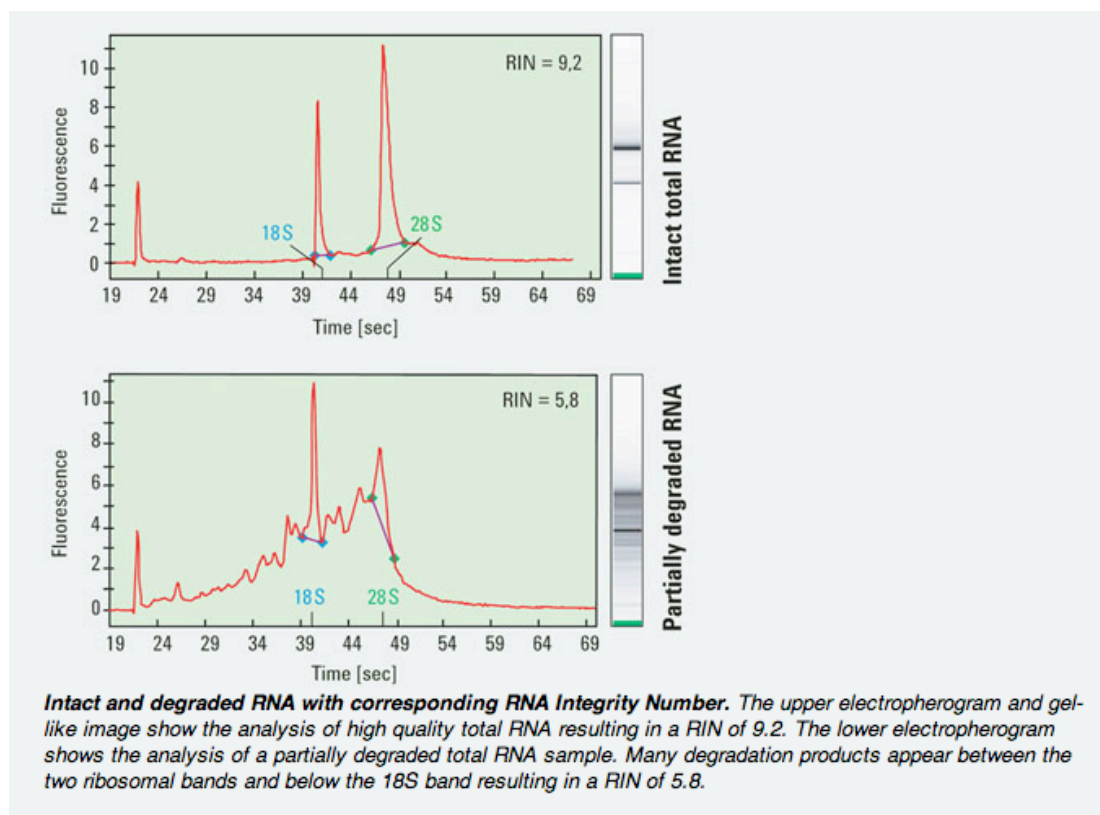 RIN = 9,2
10
8
6
4
2
0
Fluorescence
18 S
28 S
19 24 29 39 34 44 49 59 54 64 69
Time [sec]
Intact total RNA
RIN = 5,8
10
8
6
4
2
0
Fluorescence
18 S
28 S
19 24 29 34 39 44 49 54 59 64 69
Time [sec]
Partially degraded RNA
Intact and degraded RNA with corresponding RNA Integrity Number. The upper electropherogram and gel-
like image show the analysis of high quality total RNA resulting in a RIN of 9.2. The lower electropherogram
shows the analysis of a partially degraded total RNA sample. Many degradation products appear between the
two ribosomal bands and below the 18S band resulting in a RIN of 5.8.